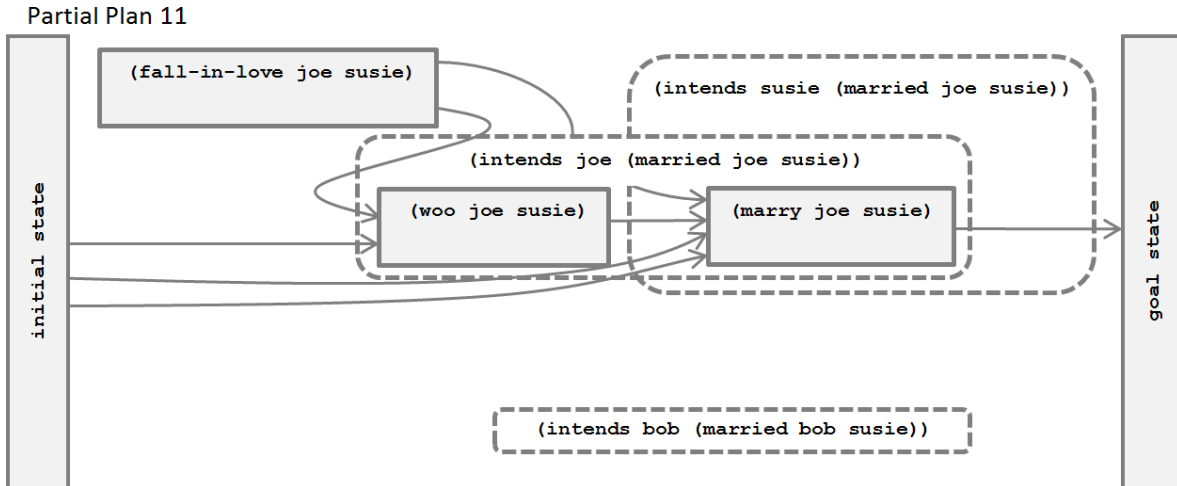 Partial Plan 11
initial state
(fall-in-love joe susie)
(intends susie (married joe susie))
(intends joe (married joe susie))
(woo joe susie)
(marry joe susie)
(intends bob (married bob susie))
goal state